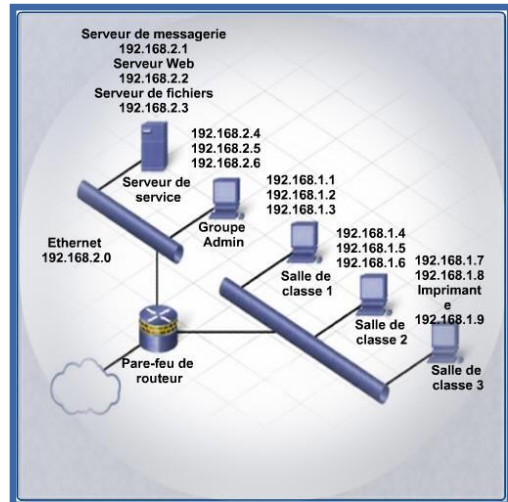 Serveur de messagerie
192.168.2.1
Serveur Web
192.168.2.2
Serveur de fichiers
192.168.2.3
192.168.2.4
192.168.2.5
192.168.2.6
Serveur de
service
192.168.1.1
192.168.1.2
192.168.1.3
Groupe
Admin
192.168.1.4
192.168.1.5
192.168.1.6
Ethernet
192.168.2.0
192.168.1.7
192.168.1.8
Imprimant
e
192.168.1.9
Salle de
classe 1
Salle de
classe 2
Pare-feu de
routeur
Salle de
classe 3